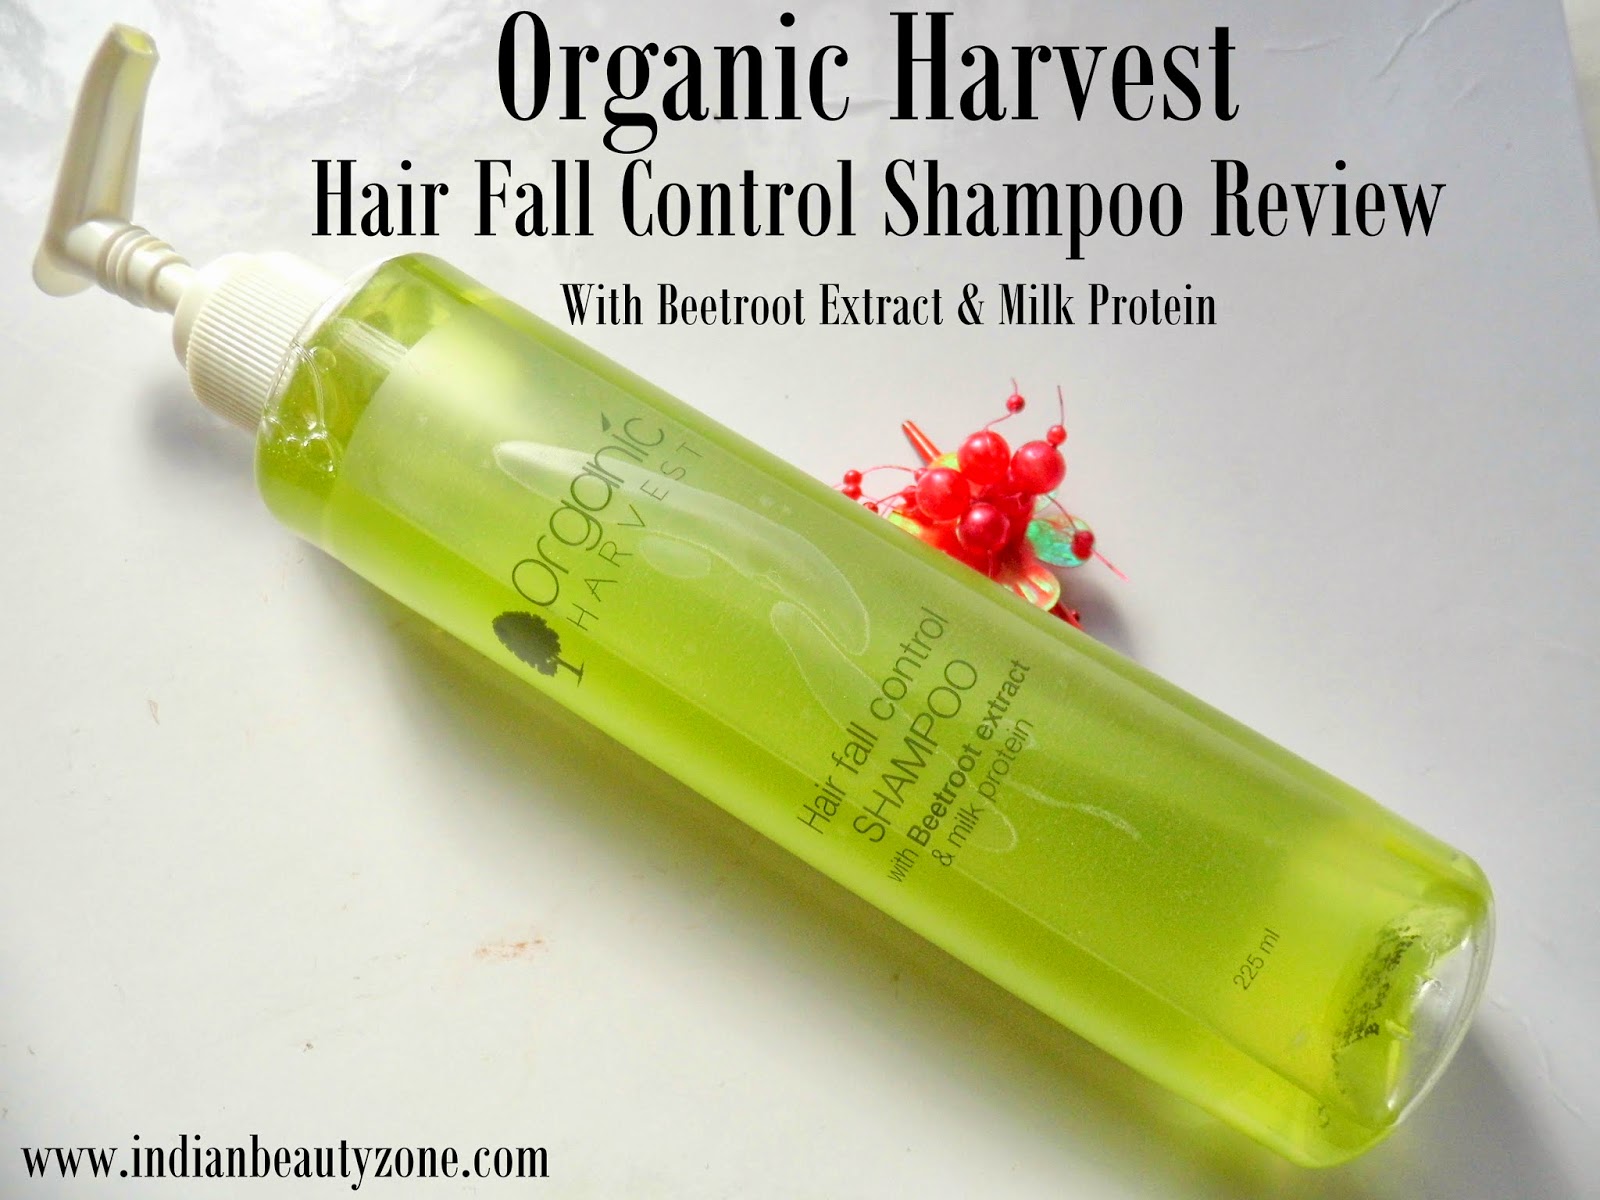 Organic Harvest
Hair Fall Control Shampoo Review
With Beetroot Extract & Milk Protein
Organic
HARVEST
Hair fall control
SHAMPOO
with Beetroot extract
& milk protein
225 ml
www.indianbeautyzone.com